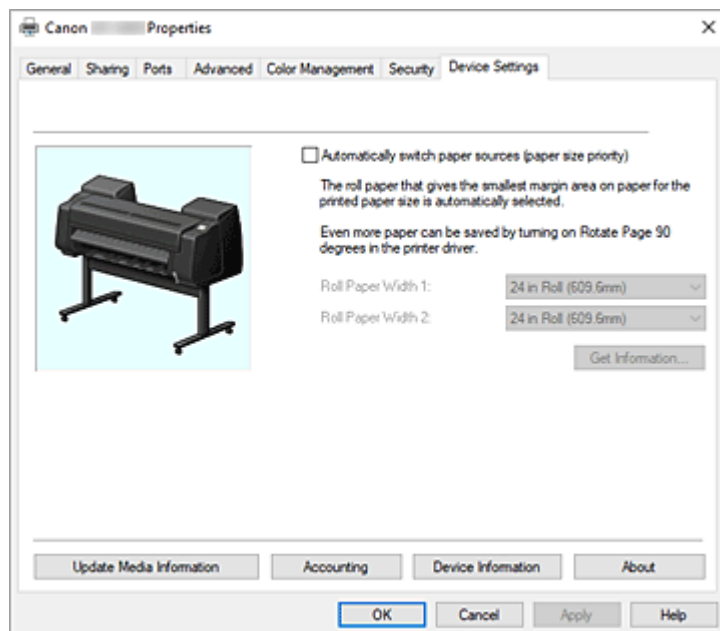 Canon Properties
General Sharing Ports Advanced Color Management Security Device Settings
Automatically switch paper sources (paper size priority)
The roll paper that gives the smallest margin area on paper for the
printed paper size is automatically selected.
Even more paper can be saved by turning on Rotate Page 90
degrees in the printer driver.
Roll Paper Width 1: 24 in Roll (609.6mm)
Roll Paper Width 2: 24 in Roll (609.6mm)
Get Information...
Update Media Information Accounting Device Information About
OK Cancel Apply Help